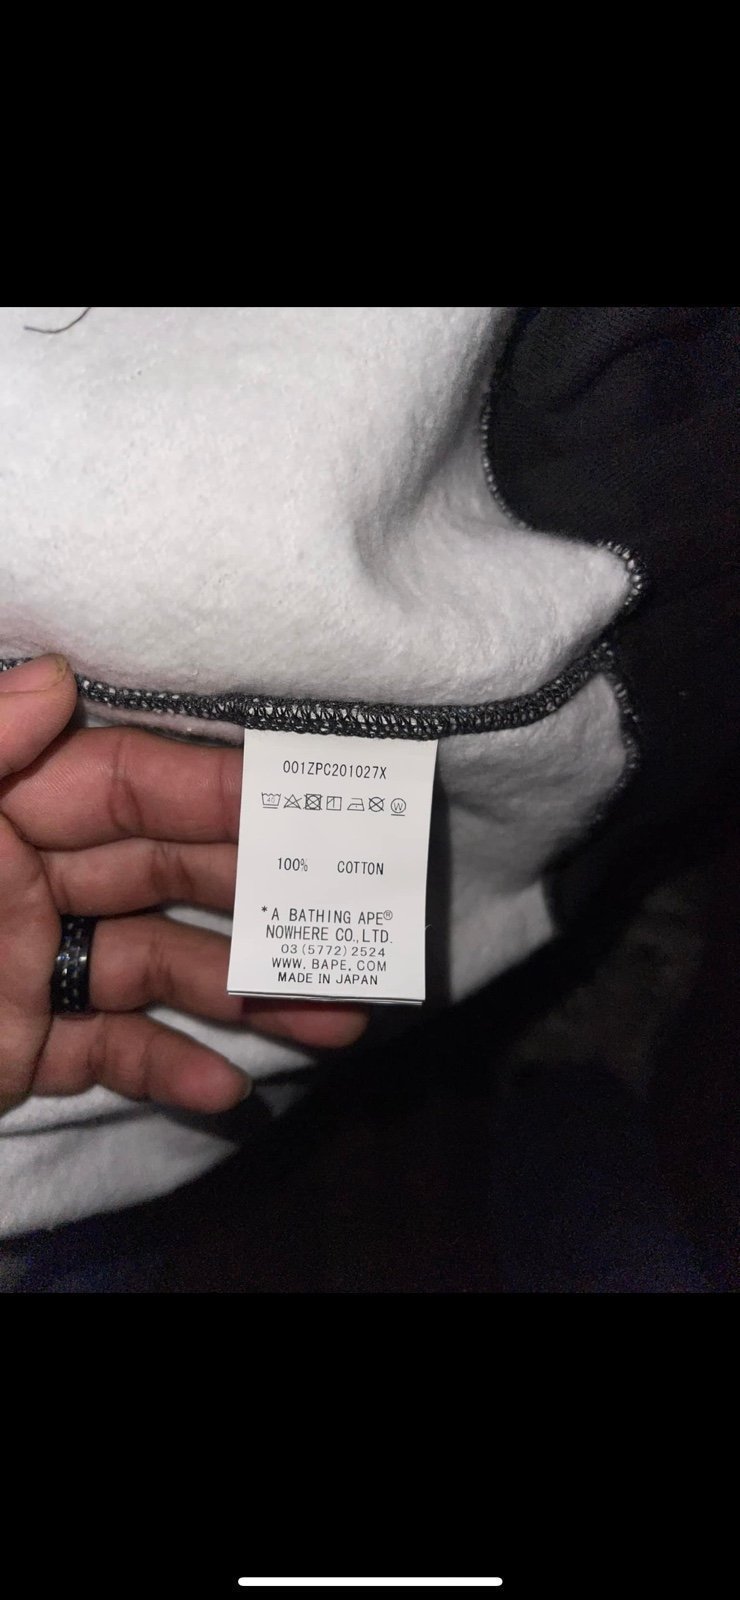 001ZPC201027X
100% COTTON
*A BATHING APE®
NOWHERE CO.,LTD.
03(5772)2524
WWW. BAPE. COM
MADE IN JAPAN